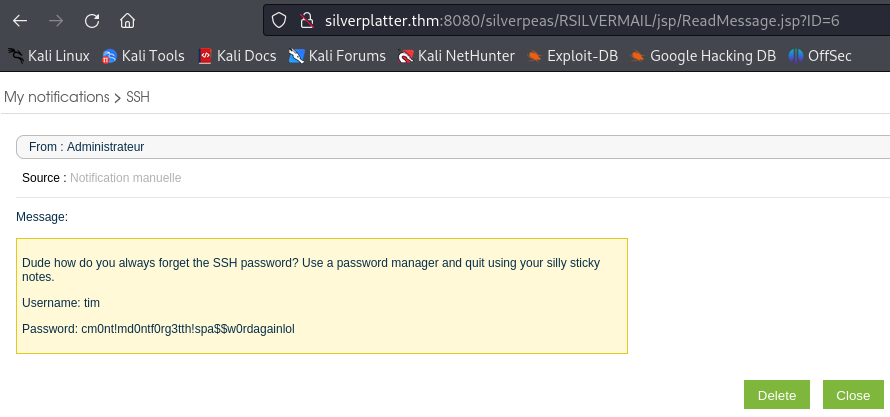 silverplatter.thm:8080/silverpeas/RSILVERMAIL/jsp/ReadMessage.jsp?ID=6
Kali Linux Kali Tools Kali Docs Kali Forums Kali NetHunter Exploit-DB Google Hacking DB OffSec
My notifications > SSH
From : Administrateur
Source : Notification manuelle
Message:
Dude how do you always forget the SSH password? Use a password manager and quit using your silly sticky
notes.
Username: tim
Password: cm0nt!md0ntf0rg3tth!spa$$w0rdagainlol
Delete Close